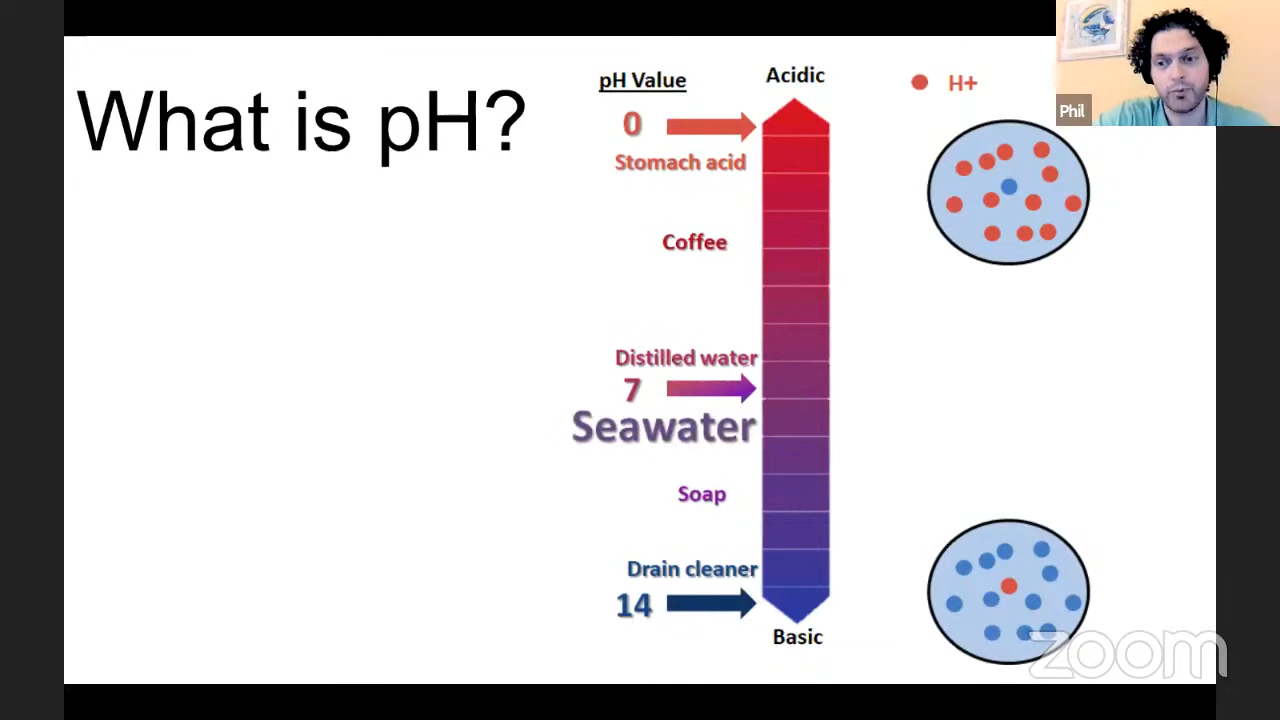 What is pH?
pH Value
Acidic
H+
0
Stomach acid
Coffee
Distilled water
7
Seawater
Soap
Drain cleaner
14
Basic
Phil
zoom